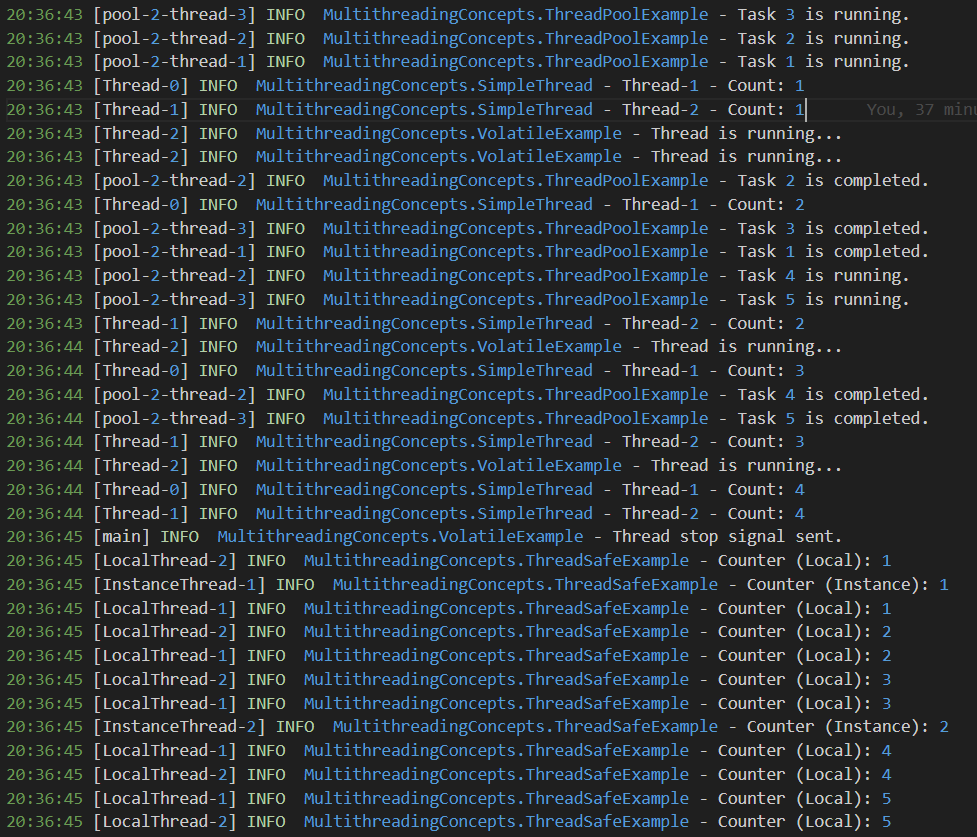 20:36:43 [pool-2-thread-3] INFO  MultithreadingConcepts.ThreadPoolExample - Task 3 is running.
20:36:43 [pool-2-thread-2] INFO  MultithreadingConcepts.ThreadPoolExample - Task 2 is running.
20:36:43 [pool-2-thread-1] INFO  MultithreadingConcepts.ThreadPoolExample - Task 1 is running.
20:36:43 [Thread-0] INFO  MultithreadingConcepts.SimpleThread - Thread-1 - Count: 1
20:36:43 [Thread-1] INFO  MultithreadingConcepts.SimpleThread - Thread-2 - Count: 1 You, 37
20:36:43 [Thread-2] INFO  MultithreadingConcepts.VolatileExample - Thread is running...
20:36:43 [Thread-2] INFO  MultithreadingConcepts.VolatileExample - Thread is running...
20:36:43 [pool-2-thread-2] INFO  MultithreadingConcepts.ThreadPoolExample - Task 2 is completed.
20:36:43 [Thread-0] INFO  MultithreadingConcepts.SimpleThread - Thread-1 - Count: 2
20:36:43 [pool-2-thread-3] INFO  MultithreadingConcepts.ThreadPoolExample - Task 3 is completed.
20:36:43 [pool-2-thread-1] INFO  MultithreadingConcepts.ThreadPoolExample - Task 1 is completed.
20:36:43 [pool-2-thread-2] INFO  MultithreadingConcepts.ThreadPoolExample - Task 4 is running.
20:36:43 [pool-2-thread-3] INFO  MultithreadingConcepts.ThreadPoolExample - Task 5 is running.
20:36:43 [Thread-1] INFO  MultithreadingConcepts.SimpleThread - Thread-2 - Count: 2
20:36:44 [Thread-2] INFO  MultithreadingConcepts.VolatileExample - Thread is running...
20:36:44 [Thread-0] INFO  MultithreadingConcepts.SimpleThread - Thread-1 - Count: 3
20:36:44 [pool-2-thread-2] INFO  MultithreadingConcepts.ThreadPoolExample - Task 4 is completed.
20:36:44 [pool-2-thread-3] INFO  MultithreadingConcepts.ThreadPoolExample - Task 5 is completed.
20:36:44 [Thread-1] INFO  MultithreadingConcepts.SimpleThread - Thread-2 - Count: 3
20:36:44 [Thread-2] INFO  MultithreadingConcepts.VolatileExample - Thread is running...
20:36:44 [Thread-0] INFO  MultithreadingConcepts.SimpleThread - Thread-1 - Count: 4
20:36:44 [Thread-1] INFO  MultithreadingConcepts.SimpleThread - Thread-2 - Count: 4
20:36:45 [main] INFO  MultithreadingConcepts.VolatileExample - Thread stop signal sent.
20:36:45 [LocalThread-2] INFO  MultithreadingConcepts.ThreadSafeExample - Counter (Local): 1
20:36:45 [InstanceThread-1] INFO  MultithreadingConcepts.ThreadSafeExample - Counter (Instance): 1
20:36:45 [LocalThread-1] INFO  MultithreadingConcepts.ThreadSafeExample - Counter (Local): 1
20:36:45 [LocalThread-2] INFO  MultithreadingConcepts.ThreadSafeExample - Counter (Local): 2
20:36:45 [LocalThread-1] INFO  MultithreadingConcepts.ThreadSafeExample - Counter (Local): 2
20:36:45 [LocalThread-2] INFO  MultithreadingConcepts.ThreadSafeExample - Counter (Local): 3
20:36:45 [LocalThread-1] INFO  MultithreadingConcepts.ThreadSafeExample - Counter (Local): 3
20:36:45 [InstanceThread-2] INFO  MultithreadingConcepts.ThreadSafeExample - Counter (Instance): 2
20:36:45 [LocalThread-1] INFO  MultithreadingConcepts.ThreadSafeExample - Counter (Local): 4
20:36:45 [LocalThread-2] INFO  MultithreadingConcepts.ThreadSafeExample - Counter (Local): 4
20:36:45 [LocalThread-1] INFO  MultithreadingConcepts.ThreadSafeExample - Counter (Local): 5
20:36:45 [LocalThread-2] INFO  MultithreadingConcepts.ThreadSafeExample - Counter (Local): 5